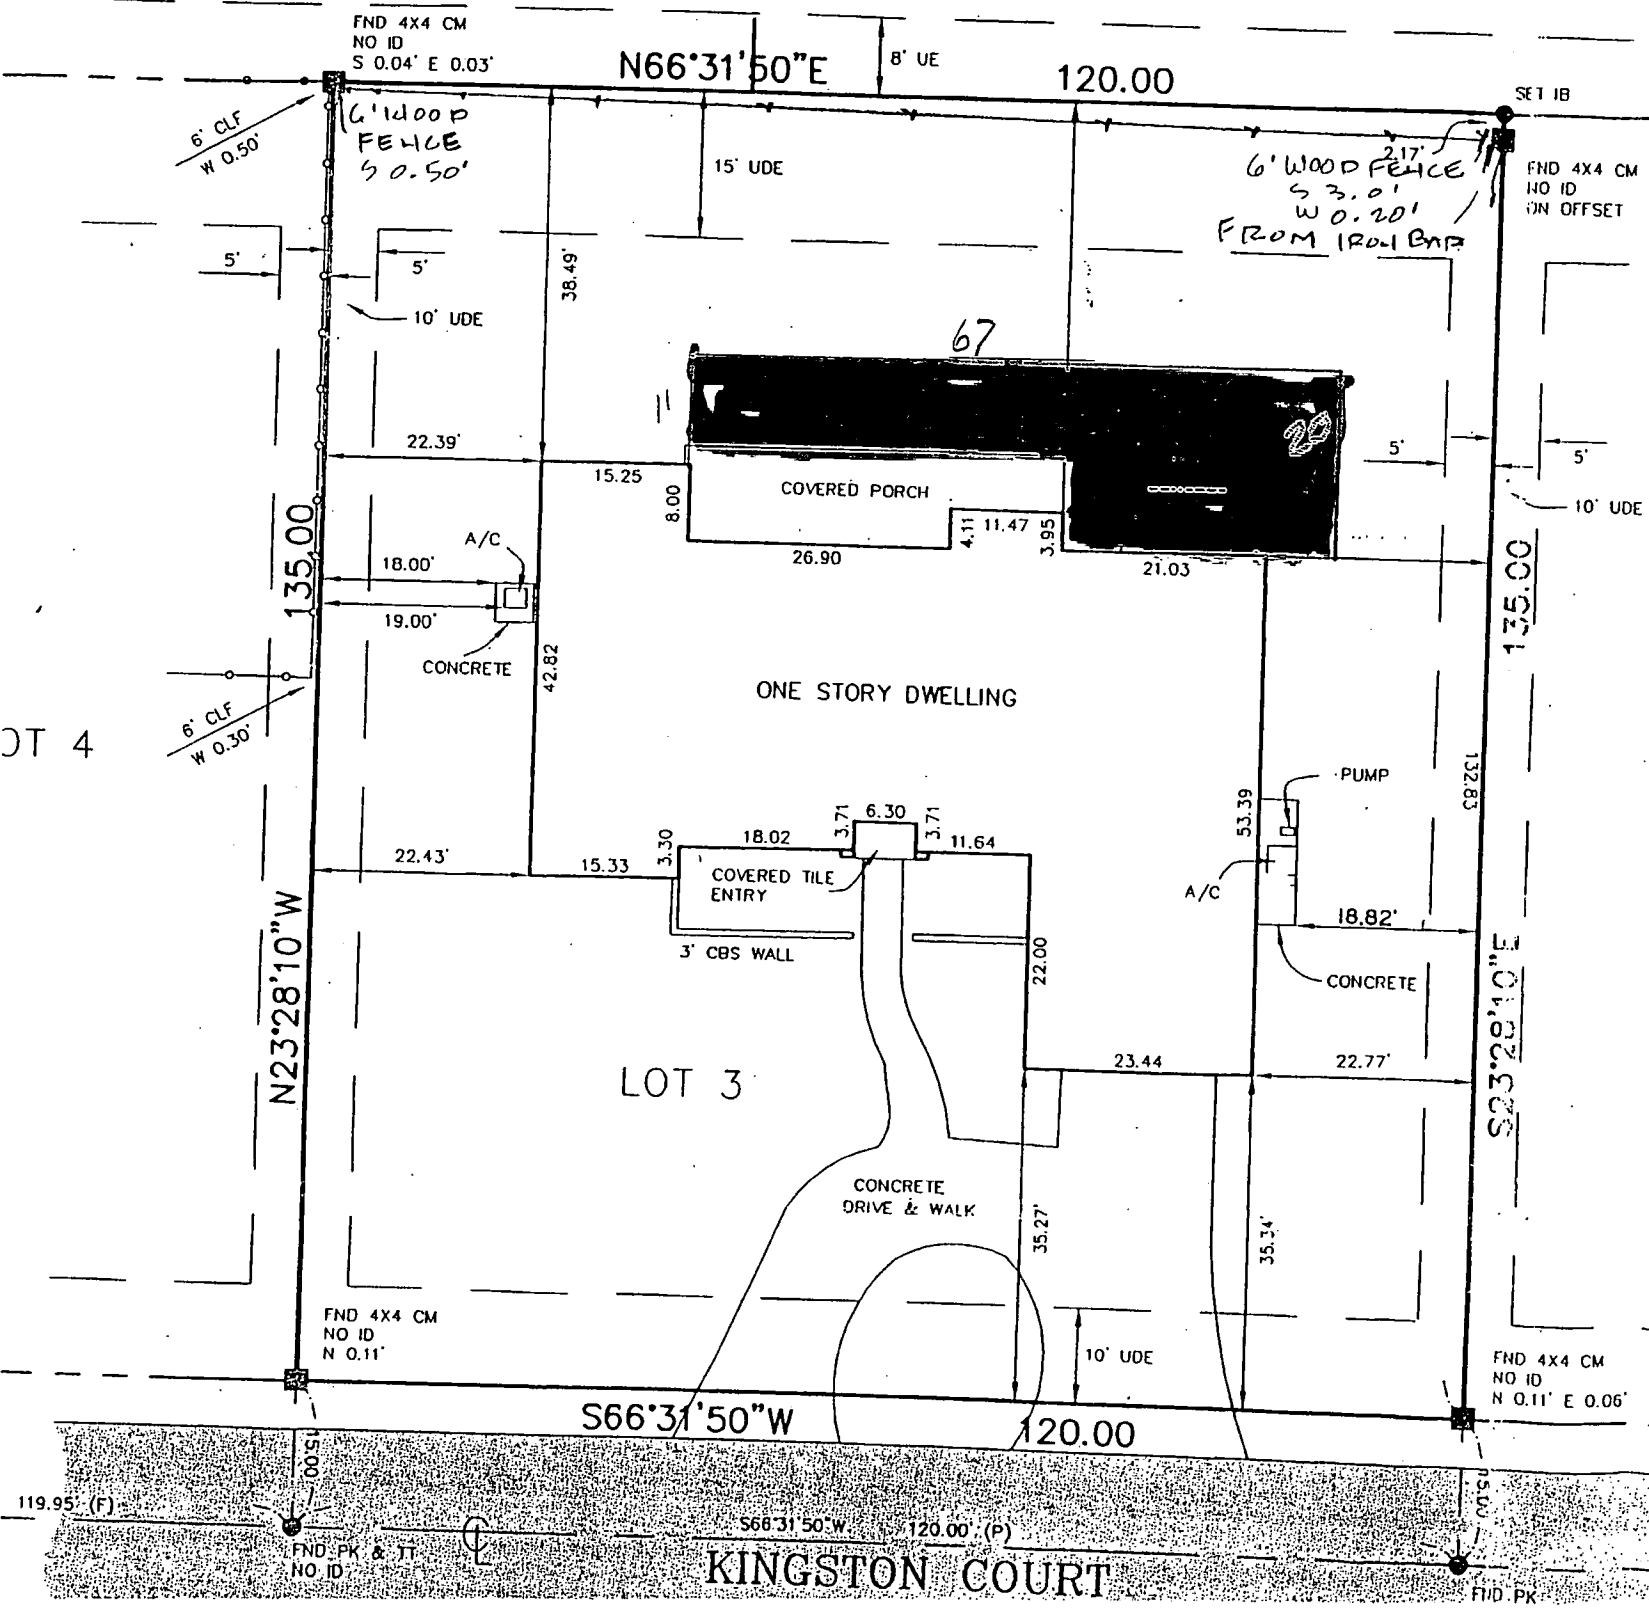 FND 4X4 CM
NO ID
S 0.04' E 0.03'
N66°31'50"E
8' UE
120.00
SET IB
6' CLF
W 0.50'
6' WOOD
FENCE
S 0.50'
15' UDE
2.17'
6' WOOD FENCE
S 3.0'
W 0.20'
FROM IRON BAR
FND 4X4 CM
NO ID
ON OFFSET
5'
5'
38.49'
10' UDE
67
11
20
22.39'
15.25
8.00
COVERED PORCH
4.11
11.47
3.95
26.90
21.03
5'
5'
10' UDE
135.00
A/C
18.00'
19.00'
CONCRETE
42.82
135.00
ONE STORY DWELLING
6' CLF
W 0.30'
OT 4
PUMP
132.83
53.39
3.71
6.30
3.71
3.30
18.02
11.64
22.43'
15.33
COVERED TILE
ENTRY
A/C
18.82'
3' CBS WALL
22.00
CONCRETE
N23°28'10"W
S23°28'10"E
LOT 3
23.44
22.77'
CONCRETE
DRIVE & WALK
35.27'
35.34'
FND 4X4 CM
NO ID
N 0.11'
10' UDE
FND 4X4 CM
NO ID
N 0.11' E 0.06'
S66°31'50"W
120.00
15.00
15.00
119.95 (F)
S66°31'50"W
120.00' (P)
FND PK & TT
NO ID
KINGSTON COURT
FND PK